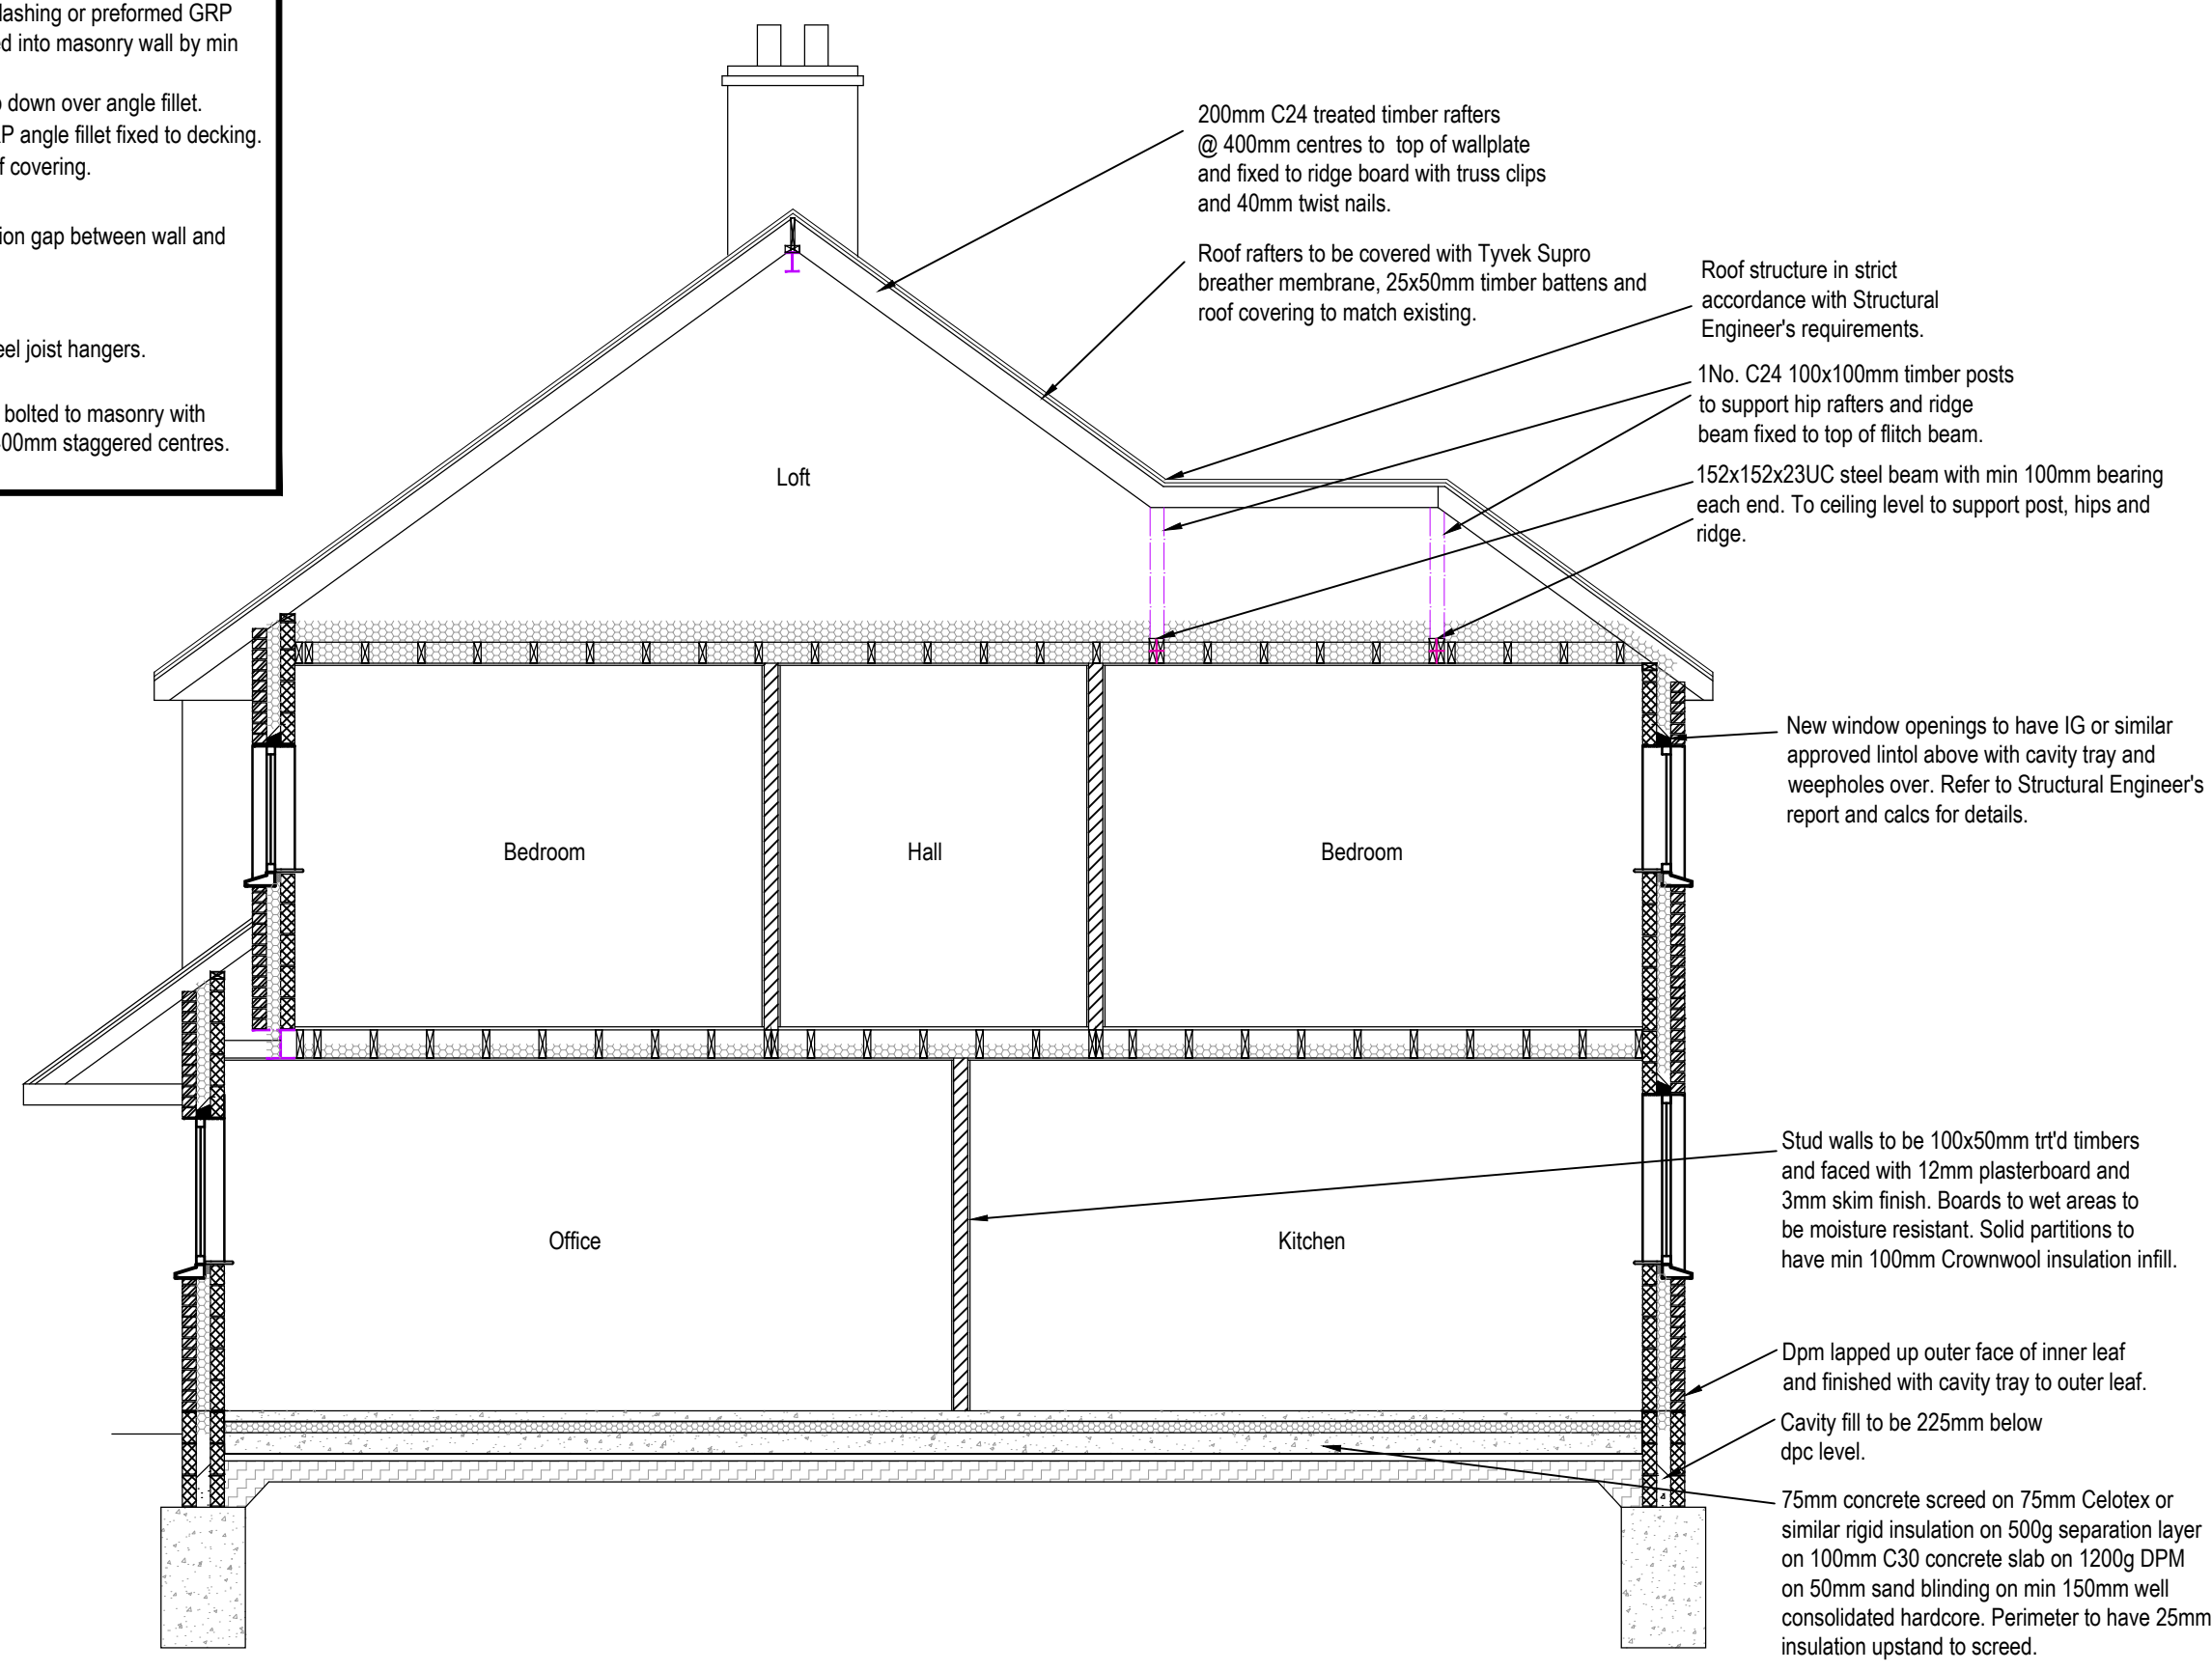 lashing or preformed GRP
ed into masonry wall by min
down over angle fillet.
P angle fillet fixed to decking.
f covering.
ion gap between wall and
eel joist hangers.
bolted to masonry with
00mm staggered centres.
200mm C24 treated timber rafters
@ 400mm centres to top of wallplate
and fixed to ridge board with truss clips
and 40mm twist nails.
Roof rafters to be covered with Tyvek Supro
breather membrane, 25x50mm timber battens and
roof covering to match existing.
Roof structure in strict
accordance with Structural
Engineer's requirements.
1No. C24 100x100mm timber posts
to support hip rafters and ridge
beam fixed to top of flitch beam.
152x152x23UC steel beam with min 100mm bearing
each end. To ceiling level to support post, hips and
ridge.
Loft
New window openings to have IG or similar
approved lintol above with cavity tray and
weepholes over. Refer to Structural Engineer's
report and calcs for details.
Bedroom
Hall
Bedroom
Stud walls to be 100x50mm trt'd timbers
and faced with 12mm plasterboard and
3mm skim finish. Boards to wet areas to
be moisture resistant. Solid partitions to
have min 100mm Crownwool insulation infill.
Office
Kitchen
Dpm lapped up outer face of inner leaf
and finished with cavity tray to outer leaf.
Cavity fill to be 225mm below
dpc level.
75mm concrete screed on 75mm Celotex or
similar rigid insulation on 500g separation layer
on 100mm C30 concrete slab on 1200g DPM
on 50mm sand blinding on min 150mm well
consolidated hardcore. Perimeter to have 25mm
insulation upstand to screed.